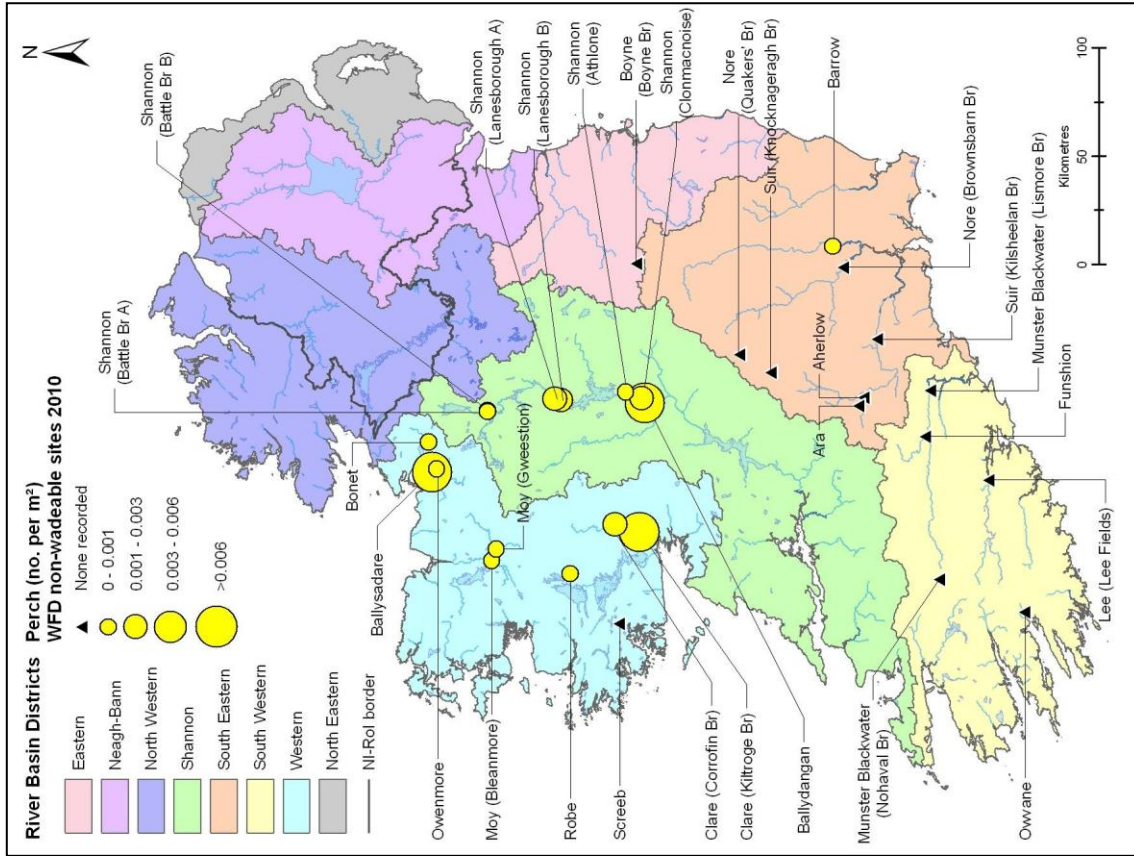 River Basin Districts
Eastern
Neagh-Bann
North Western
Shannon
South Eastern
South Western
Western
North Eastern
NI-RoI border
Perch (no. per m²)
WFD non-wadeable sites 2010
None recorded
0 - 0.001
0.001 - 0.003
0.003 - 0.006
>0.006
N
Shannon
(Battle Br A)
Shannon
(Battle Br B)
Shannon
(Lanesborough A)
Shannon
(Lanesborough B)
Shannon
(Athlone)
Boyne
(Boyne Br)
Shannon
(Clonmacnoise)
Nore
(Quakers' Br)
Suir (Knocknageragh Br)
Barrow
Nore (Brownsbarn Br)
Suir (Kilsheelan Br)
Munster Blackwater (Lismore Br)
Funshion
Lee (Lee Fields)
Aherlow
Ara
Bonet
Ballysadare
Owenmore
Moy (Gweestion)
Moy (Bleanmore)
Robe
Screeb
Clare (Corrofin Br)
Clare (Kiltroge Br)
Ballydangan
Munster Blackwater
(Nohaval Br)
Owvane
0
50
100
Kilometres